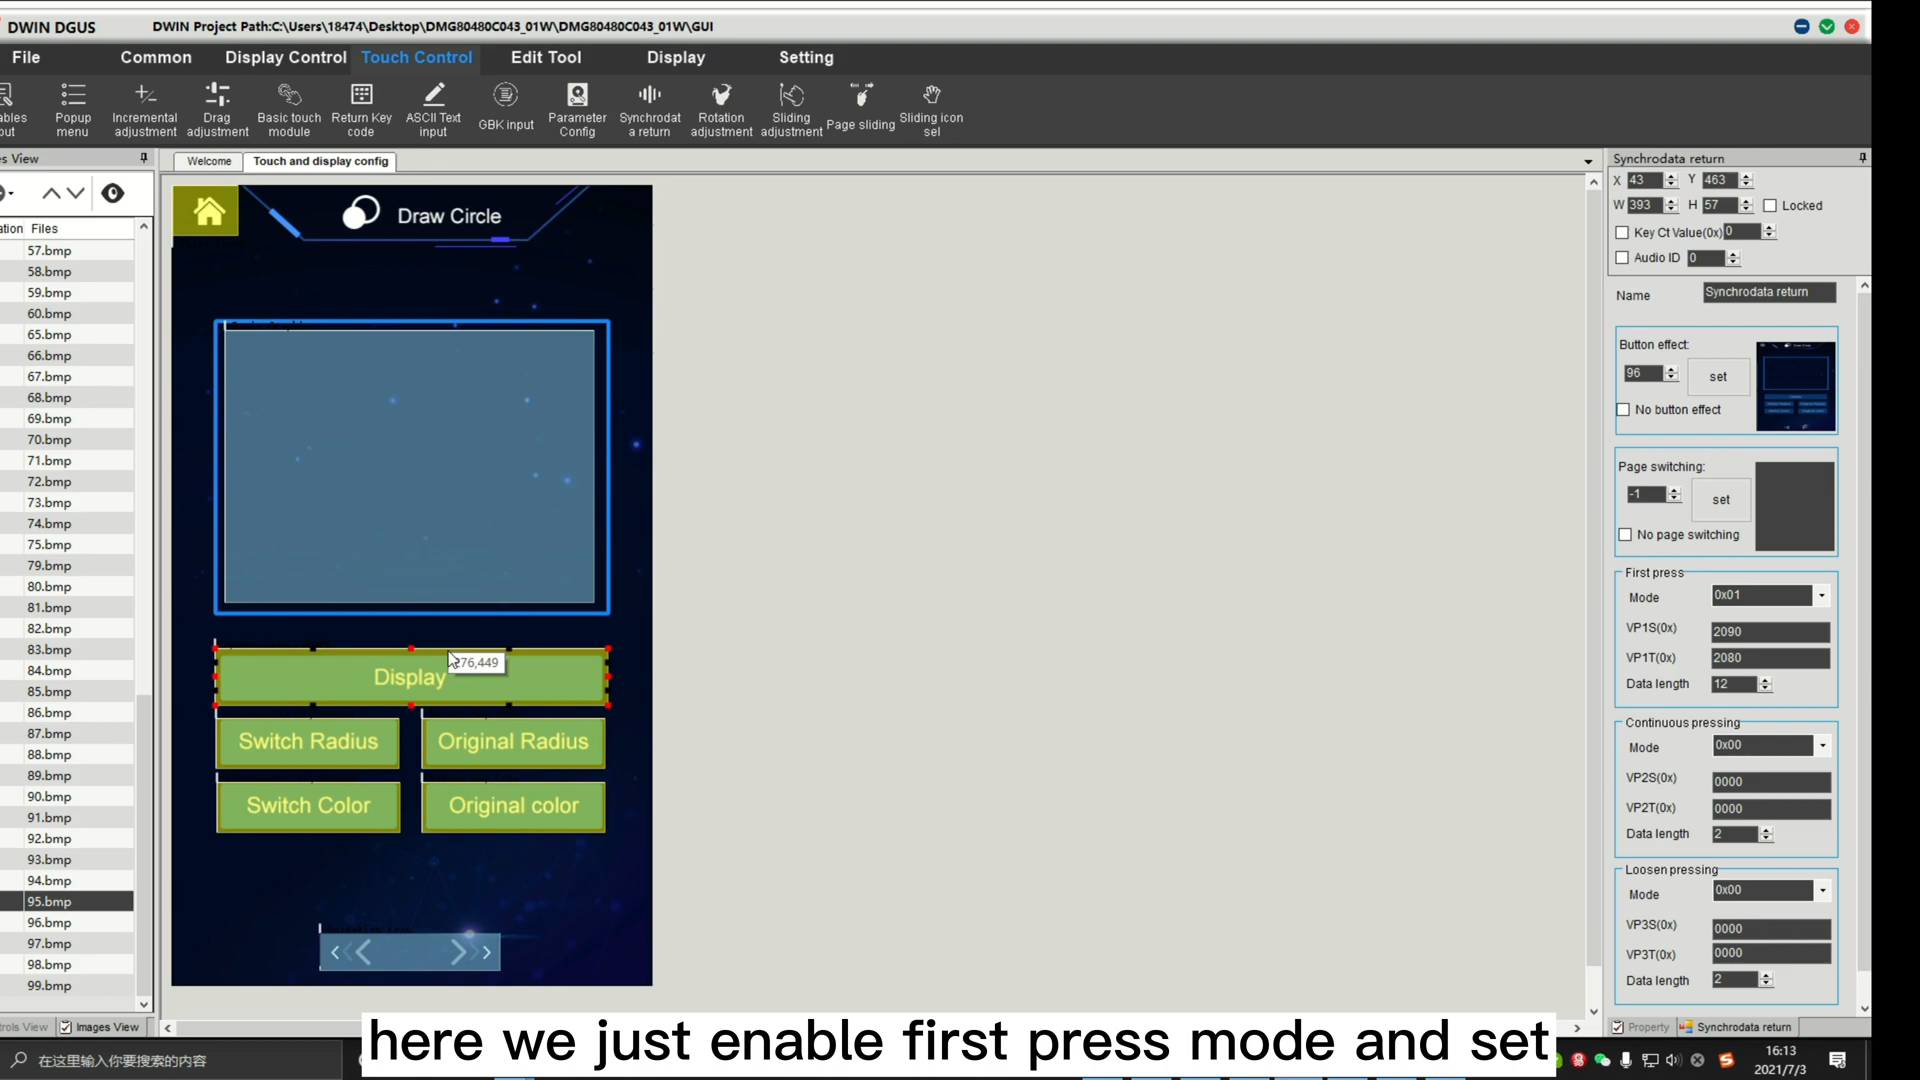 DWIN DGUS
DWIN Project Path:C:\Users\18474\Desktop\DMG80480C043_01W\DMG80480C043_01W\GUI
File
Common
Display Control
Touch Control
Edit Tool
Display
Setting
Popup menu
Incremental adjustment
Drag adjustment
Basic touch module
Return Key code
ASCII Text input
GBK input
Parameter Config
Synchrodata return
Rotation adjustment
Sliding adjustment
Page sliding
Sliding icon sel
es View
Welcome
Touch and display config
ation Files
57.bmp
58.bmp
59.bmp
60.bmp
65.bmp
66.bmp
67.bmp
68.bmp
69.bmp
70.bmp
71.bmp
72.bmp
73.bmp
74.bmp
75.bmp
79.bmp
80.bmp
81.bmp
82.bmp
83.bmp
84.bmp
85.bmp
86.bmp
87.bmp
88.bmp
89.bmp
90.bmp
91.bmp
92.bmp
93.bmp
94.bmp
95.bmp
96.bmp
97.bmp
98.bmp
99.bmp
rols View
Images View
Draw Circle
Display
76,449
Switch Radius
Original Radius
Switch Color
Original color
Synchrodata return
X 43 Y 463
W 393 H 57 Locked
Key Ct Value(0x) 0
Audio ID 0
Name Synchrodata return
Button effect:
96 set
No button effect
Page switching:
-1 set
No page switching
First press
Mode 0x01
VP1S(0x) 2090
VP1T(0x) 2080
Data length 12
Continuous pressing
Mode 0x00
VP2S(0x) 0000
VP2T(0x) 0000
Data length 2
Loosen pressing
Mode 0x00
VP3S(0x) 0000
VP3T(0x) 0000
Data length 2
Property
Synchrodata return
here we just enable first press mode and set
在这里输入你要搜索的内容
16:13
2021/7/3